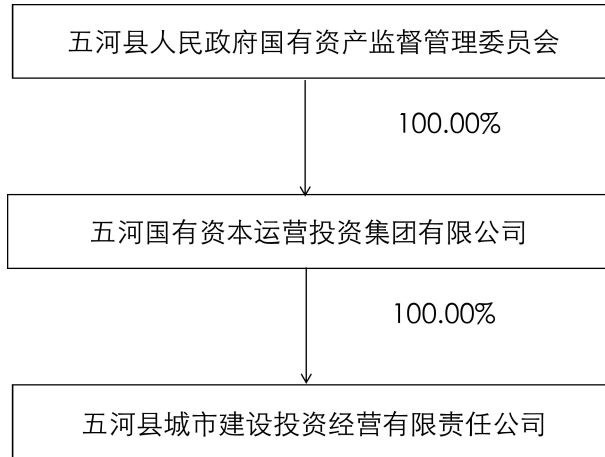 五河县人民政府国有资产监督管理委员会
100.00%
五河国有资本运营投资集团有限公司
100.00%
五河县城市建设投资经营有限责任公司